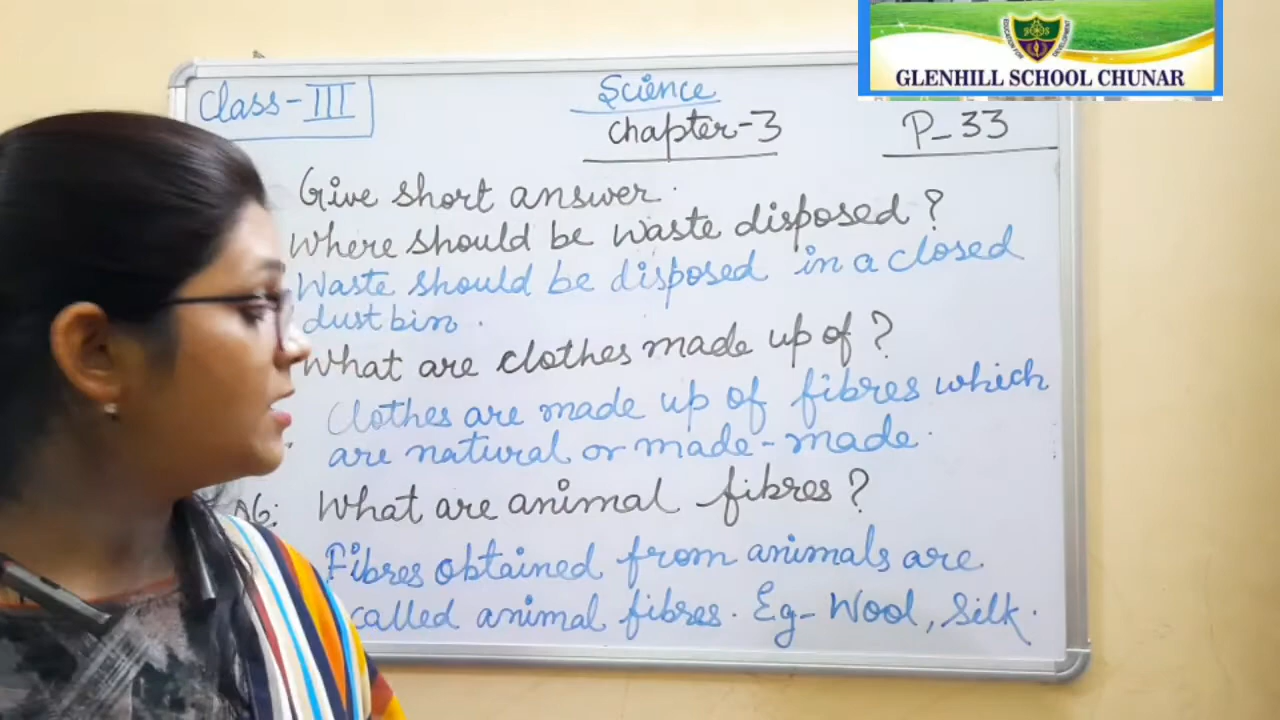 GLENHILL SCHOOL CHUNAR
Class-III
Science
Chapter-3
P-33
Give short answer.
Where should be waste disposed?
Waste should be disposed in a closed
dustbin.
What are clothes made up of?
Clothes are made up of fibres which
are natural or made-made.
What are animal fibres?
Fibres obtained from animals are
called animal fibres. Eg- Wool, Silk.